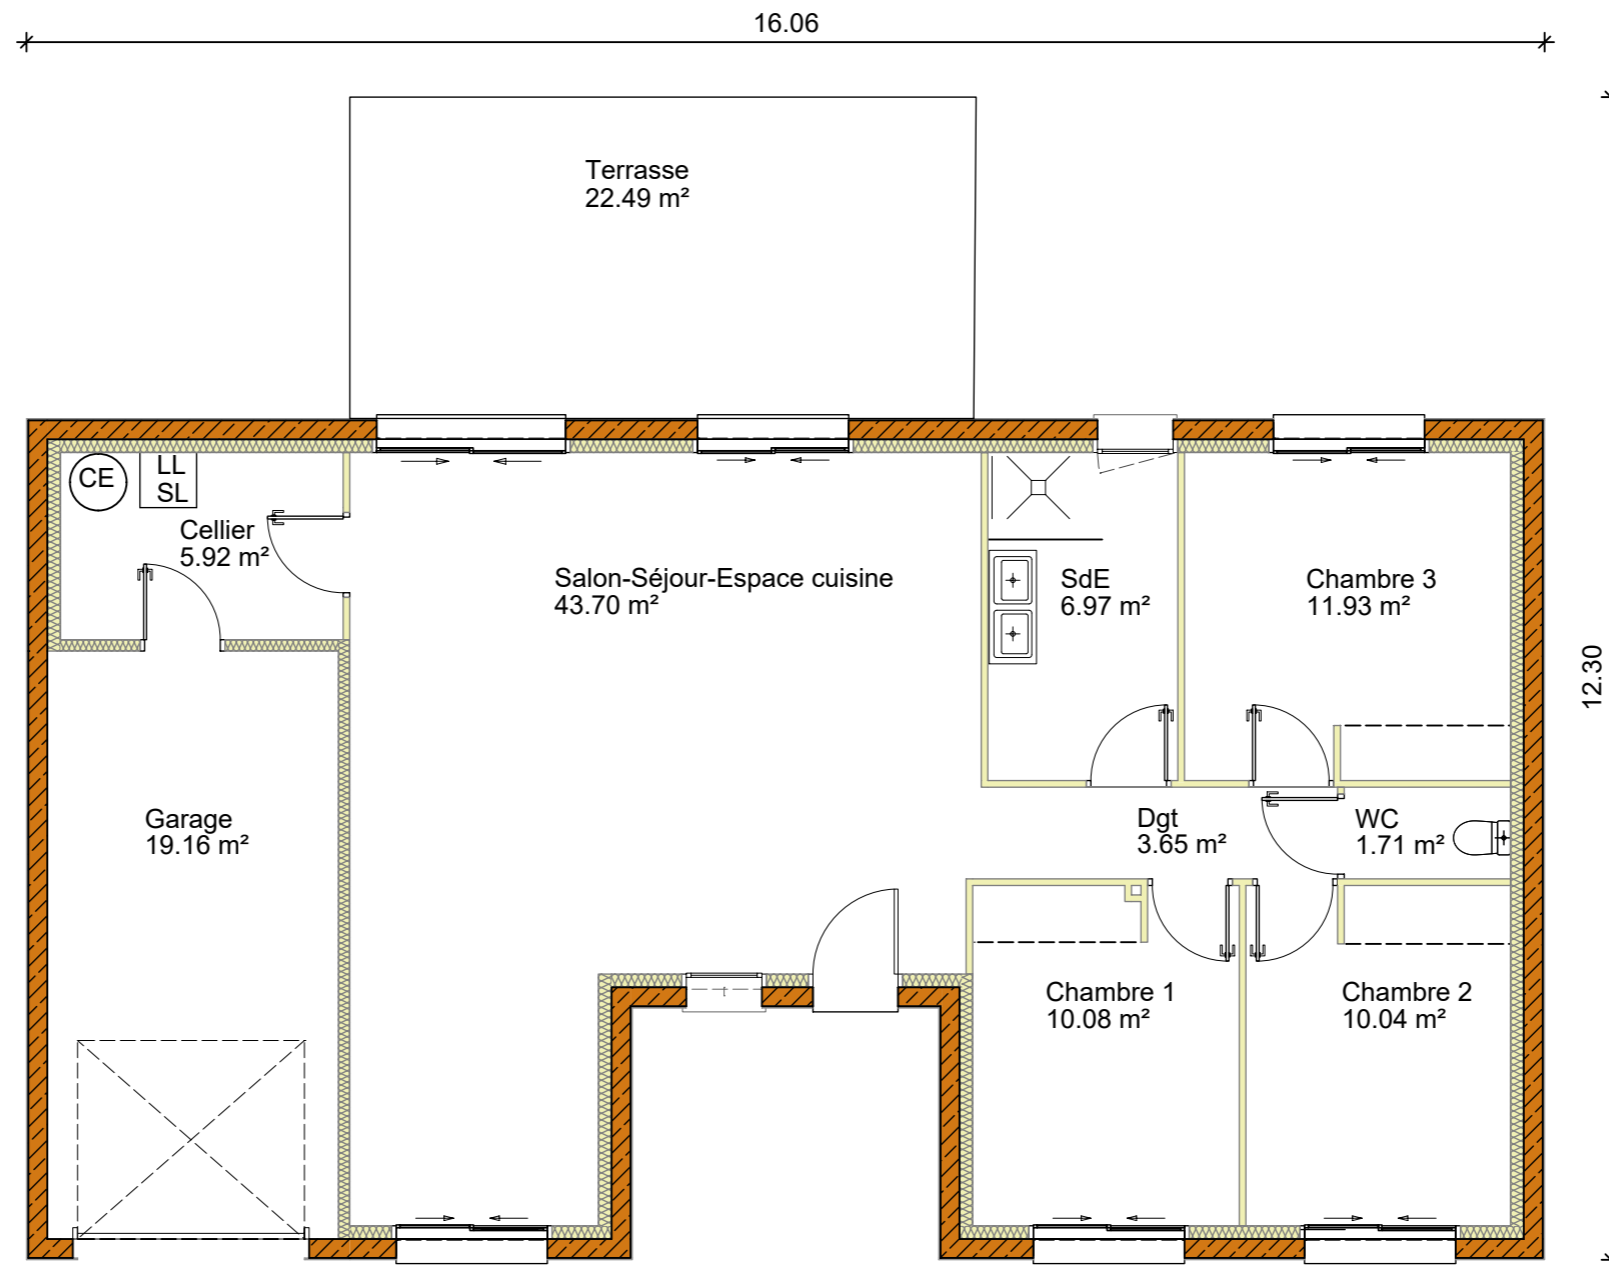 16.06
Terrasse
22.49 m²
12.30
CE
LL
SL
Cellier
5.92 m²
Salon-Séjour-Espace cuisine
43.70 m²
SdE
6.97 m²
Chambre 3
11.93 m²
Garage
19.16 m²
Dgt
3.65 m²
WC
1.71 m²
Chambre 1
10.08 m²
Chambre 2
10.04 m²